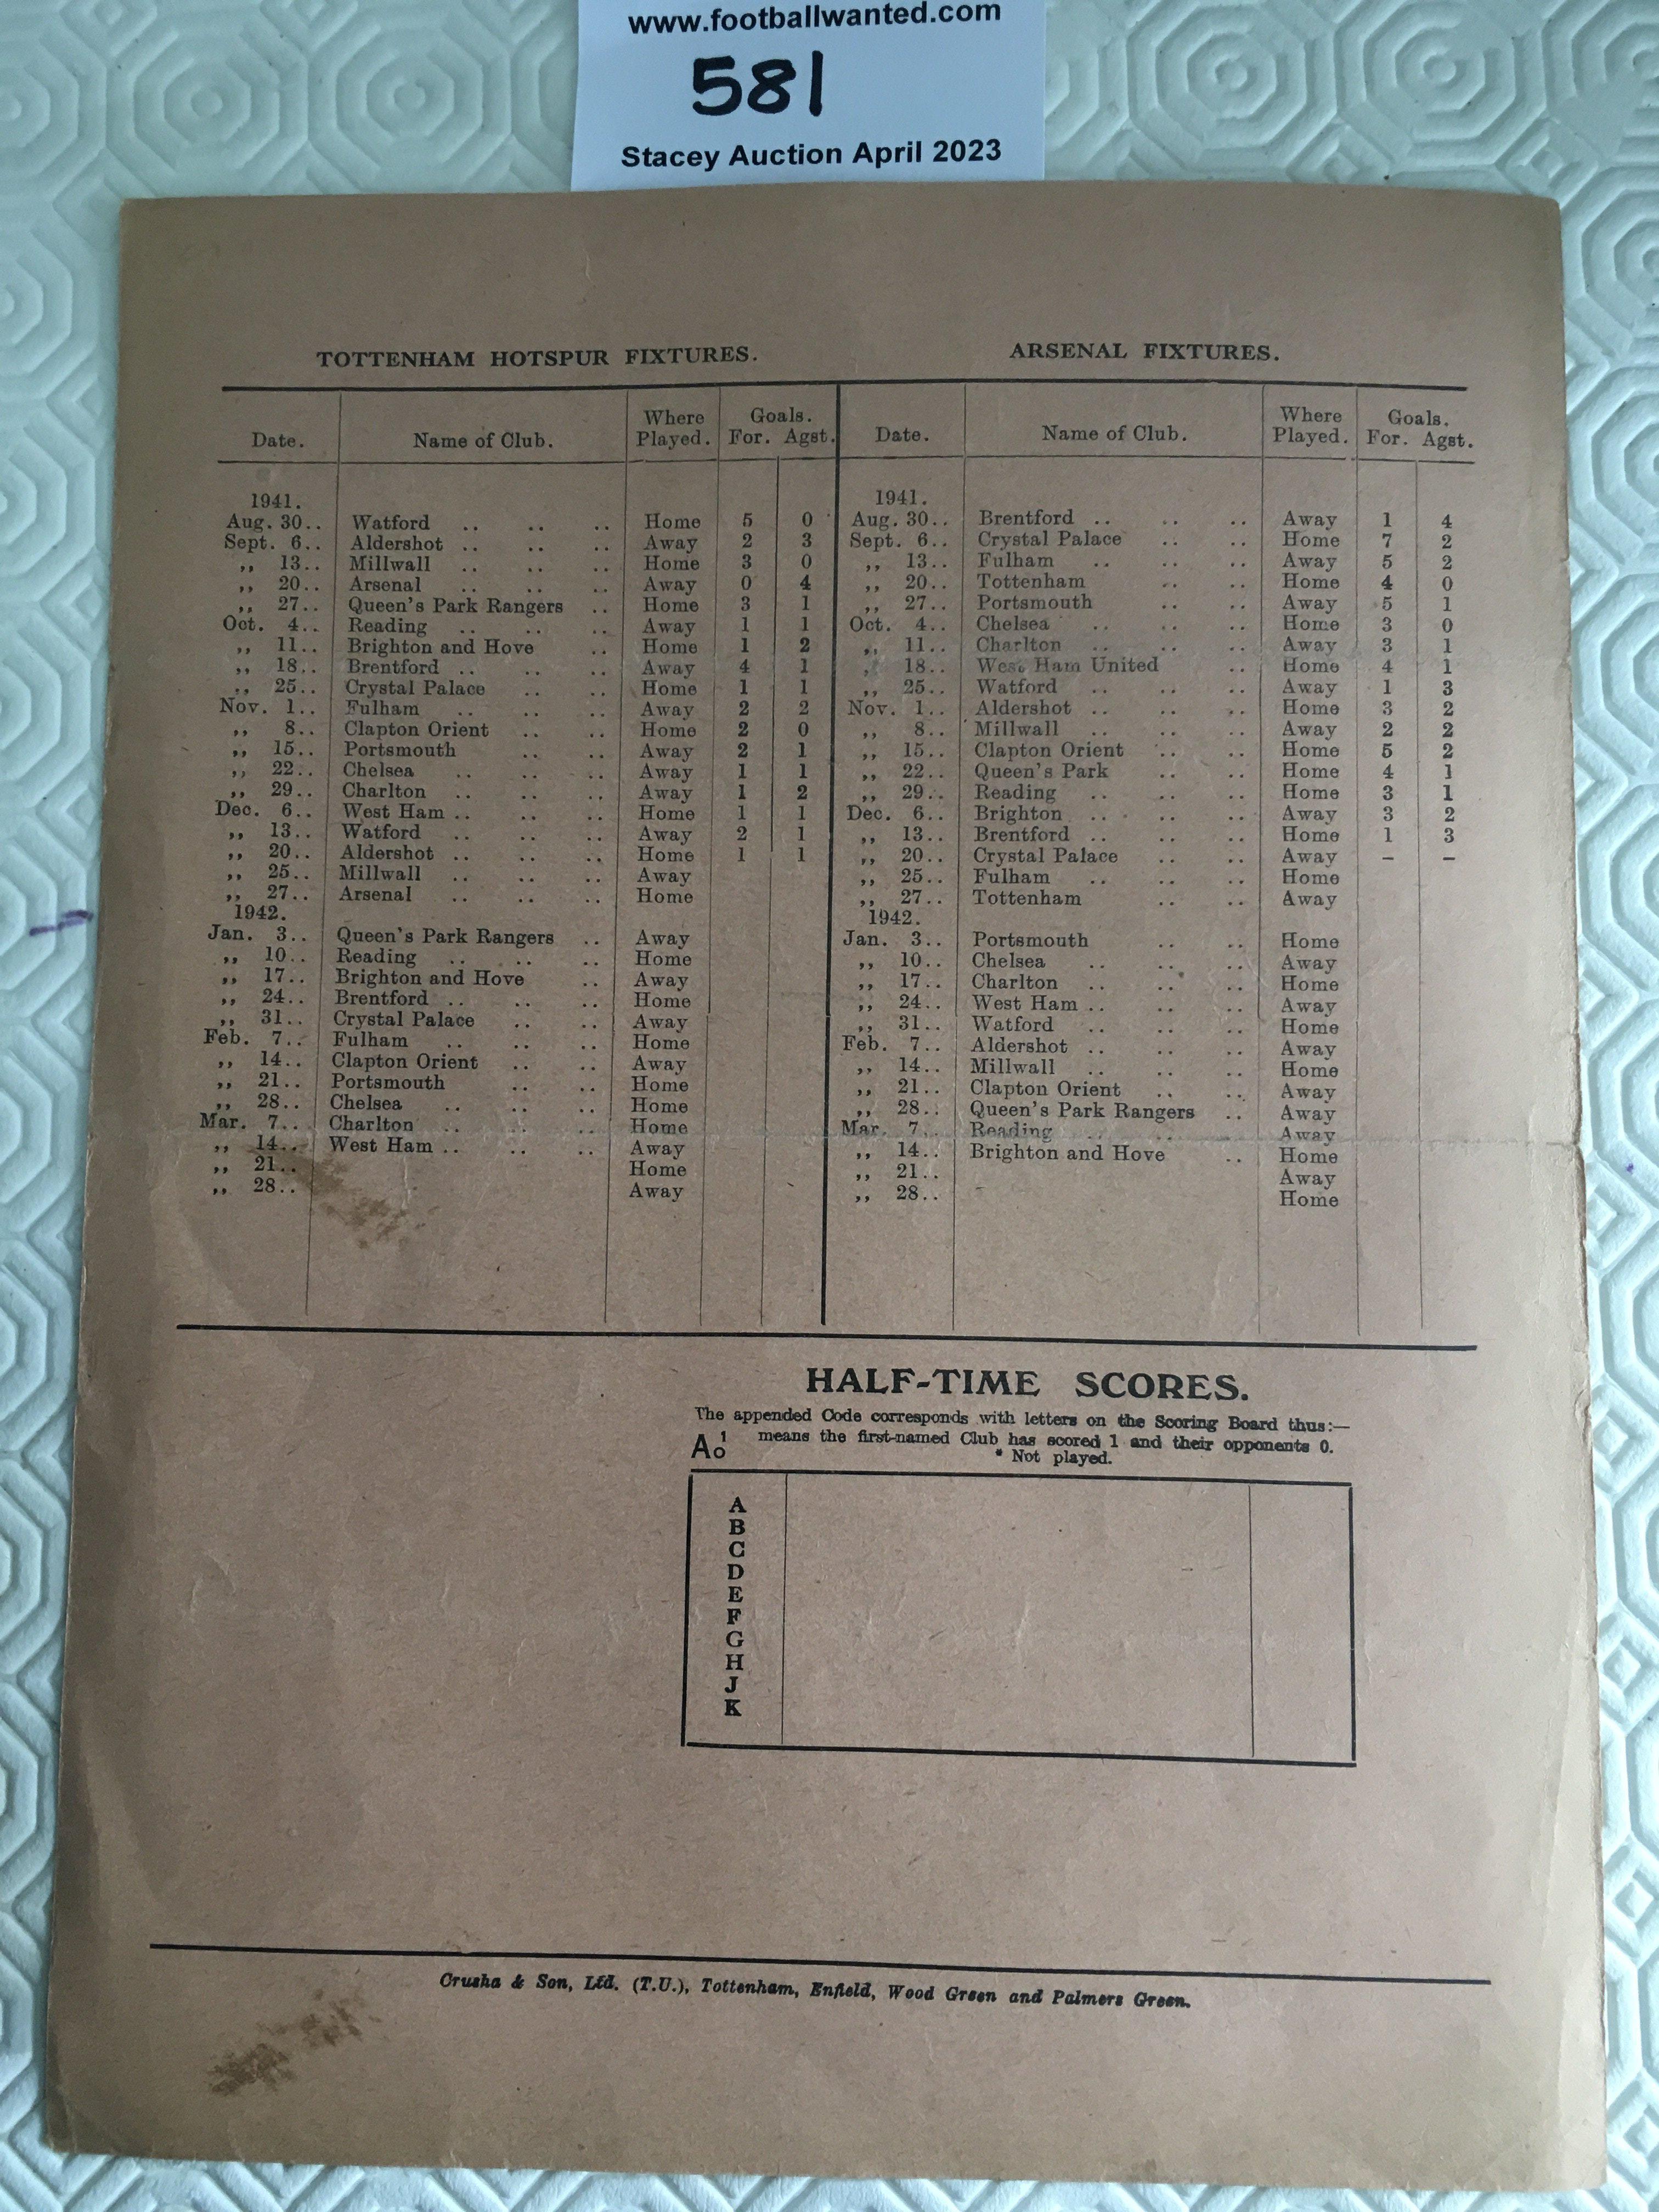 www.footballwanted.com
581
Stacey Auction April 2023
TOTTENHAM HOTSPUR FIXTURES.
Date. Name of Club. Where Played. Goals. For. Agst.
1941.
Aug. 30.. Watford .. .. .. Home 5 0
Sept. 6.. Aldershot .. .. .. Away 2 3
,, 13.. Millwall .. .. .. Home 3 0
,, 20.. Arsenal .. .. .. Away 0 4
,, 27.. Queen's Park Rangers .. Home 3 1
Oct. 4.. Reading .. .. .. Away 1 1
,, 11.. Brighton and Hove .. Home 1 2
,, 18.. Brentford .. .. .. Away 4 1
,, 25.. Crystal Palace .. .. Home 1 1
Nov. 1.. Fulham .. .. .. Away 2 2
,, 8.. Clapton Orient .. .. Home 2 0
,, 15.. Portsmouth .. .. Away 2 1
,, 22.. Chelsea .. .. .. Away 1 1
,, 29.. Charlton .. .. .. Away 1 2
Dec. 6.. West Ham .. .. .. Home 1 1
,, 13.. Watford .. .. .. Away 2 1
,, 20.. Aldershot .. .. .. Home 1 1
,, 25.. Millwall .. .. .. Away
,, 27.. Arsenal .. .. .. Home
1942.
Jan. 3.. Queen's Park Rangers .. Away
,, 10.. Reading .. .. .. Home
,, 17.. Brighton and Hove .. Away
,, 24.. Brentford .. .. .. Home
,, 31.. Crystal Palace .. .. Away
Feb. 7.. Fulham .. .. .. Home
,, 14.. Clapton Orient .. .. Away
,, 21.. Portsmouth .. .. Home
,, 28.. Chelsea .. .. .. Home
Mar. 7.. Charlton .. .. .. Home
,, 14.. West Ham .. .. .. Away
,, 21.. Home
,, 28.. Away
ARSENAL FIXTURES.
Date. Name of Club. Where Played. Goals. For. Agst.
1941.
Aug. 30.. Brentford .. .. .. Away 1 4
Sept. 6.. Crystal Palace .. .. Home 7 2
,, 13.. Fulham .. .. .. Away 5 2
,, 20.. Tottenham .. .. Home 4 0
,, 27.. Portsmouth .. .. Away 5 1
Oct. 4.. Chelsea .. .. .. Home 3 0
,, 11.. Charlton .. .. .. Away 3 1
,, 18.. West Ham United .. Home 4 1
,, 25.. Watford .. .. .. Away 1 3
Nov. 1.. Aldershot .. .. .. Home 3 2
,, 8.. Millwall .. .. .. Away 2 2
,, 15.. Clapton Orient .. .. Home 5 2
,, 22.. Queen's Park .. .. Home 4 1
,, 29.. Reading .. .. .. Home 3 1
Dec. 6.. Brighton .. .. .. Away 3 2
,, 13.. Brentford .. .. .. Home 1 3
,, 20.. Crystal Palace .. .. Away – –
,, 25.. Fulham .. .. .. Home
,, 27.. Tottenham .. .. Away
1942.
Jan. 3.. Portsmouth .. .. Home
,, 10.. Chelsea .. .. .. Away
,, 17.. Charlton .. .. .. Home
,, 24.. West Ham .. .. .. Away
,, 31.. Watford .. .. .. Home
Feb. 7.. Aldershot .. .. .. Away
,, 14.. Millwall .. .. .. Home
,, 21.. Clapton Orient .. .. Away
,, 28.. Queen's Park Rangers .. Away
Mar. 7.. Reading .. .. Away
,, 14.. Brighton and Hove .. Home
,, 21.. Away
,, 28.. Home
HALF-TIME SCORES.
The appended Code corresponds with letters on the Scoring Board thus:—
A 1 0 means the first-named Club has scored 1 and their opponents 0.
* Not played.
A
B
C
D
E
F
G
H
J
K
Crusha & Son, Ltd. (T.U.), Tottenham, Enfield, Wood Green and Palmers Green.